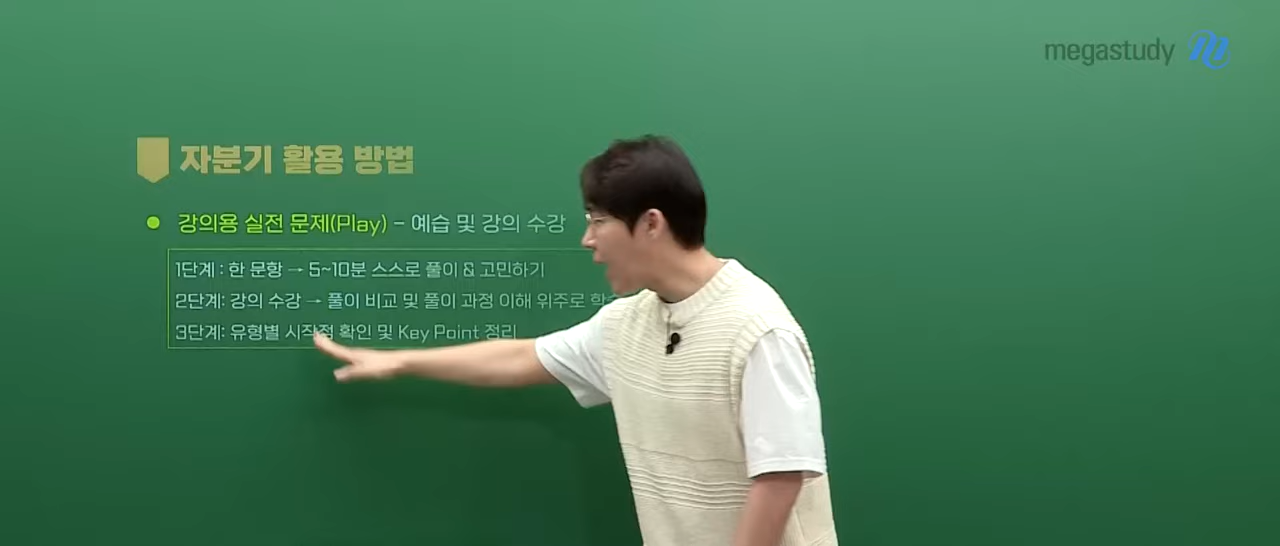 megastudy
자분기 활용 방법
강의용 실전 문제(Play) - 예습 및 강의 수강
1단계 : 한 문항 → 5~10분 스스로 풀이 & 고민하기
2단계: 강의 수강 → 풀이 비교 및 풀이 과정 이해 위주로
3단계: 유형별 시작점 확인 및 Key Point 정리